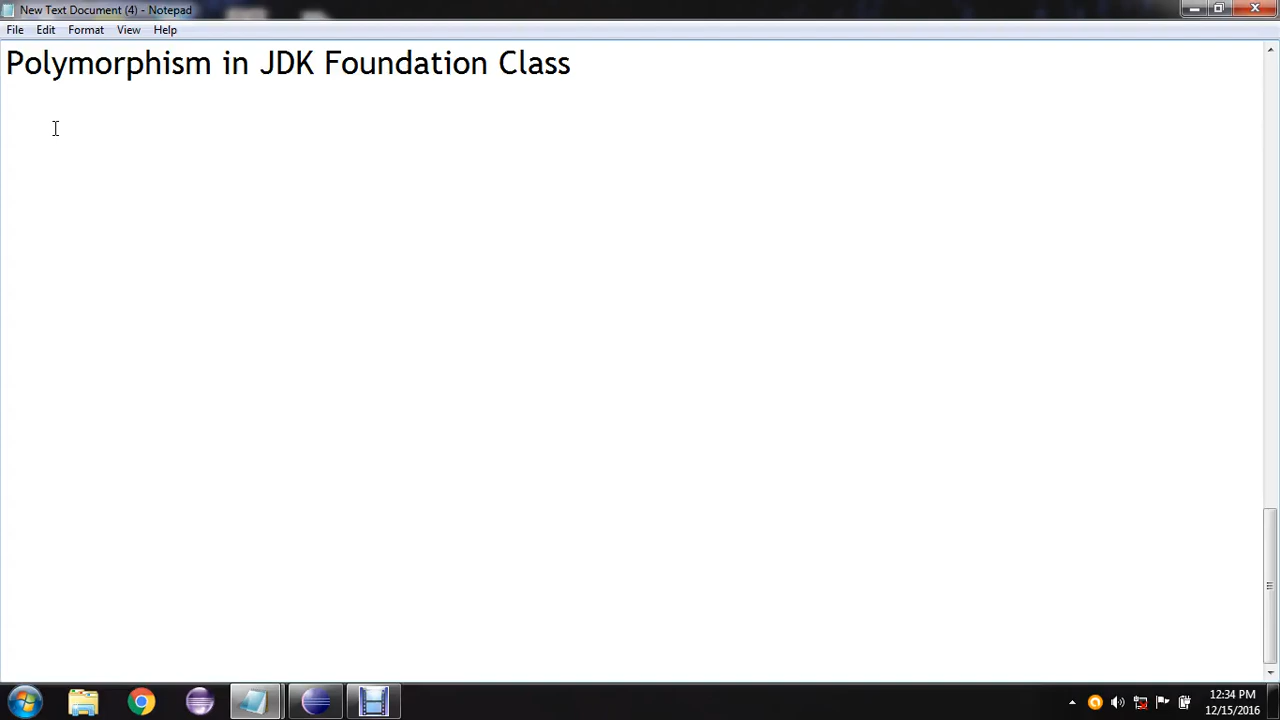 New Text Document (4) - Notepad
File Edit Format View Help
Polymorphism in JDK Foundation Class
12:34 PM
12/15/2016